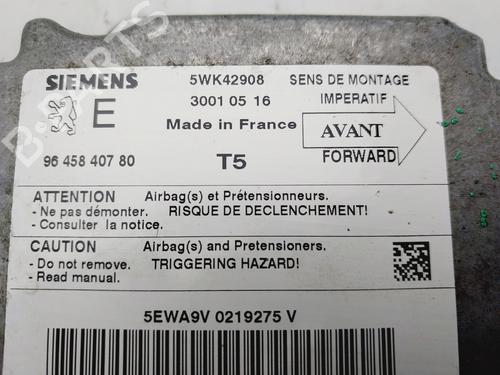 SIEMENS
5WK42908
SENS DE MONTAGE
E
3001 05 16
IMPERATIF
Made in France
AVANT
96 458 407 80
T5
FORWARD
ATTENTION
Airbag(s) et Prétensionneurs.
- Ne pas démonter. RISQUE DE DECLENCHEMENT!
- Consulter la notice.
CAUTION
Airbag(s) and Pretensioners.
- Do not remove. TRIGGERING HAZARD!
- Read manual.
5EWA9V 0219275 V
B-PARTS